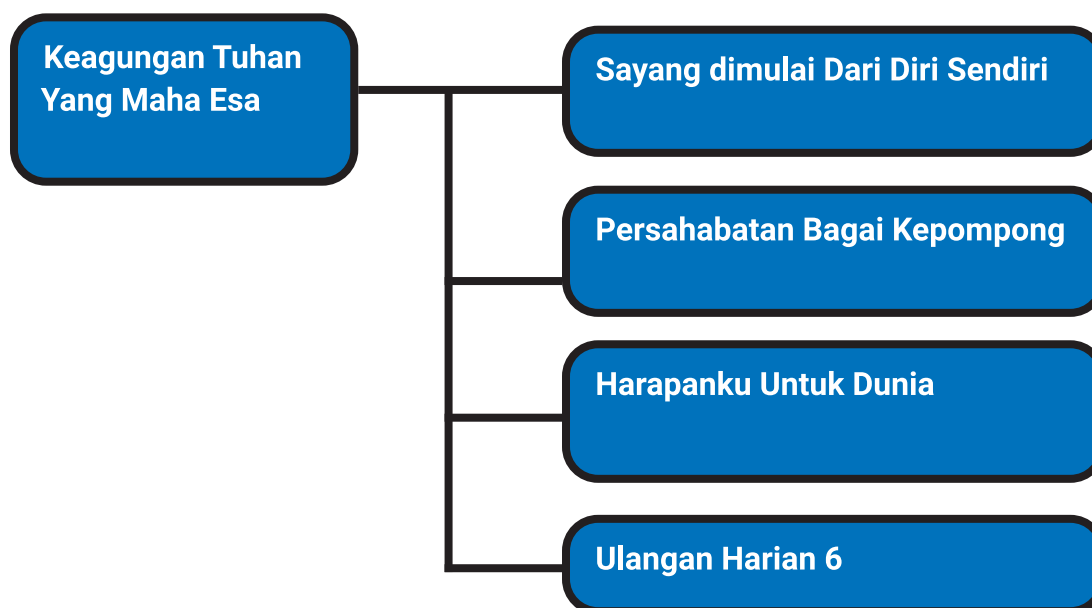 Keagungan Tuhan
Yang Maha Esa
Sayang dimulai Dari Diri Sendiri
Persahabatan Bagai Kepompong
Harapanku Untuk Dunia
Ulangan Harian 6